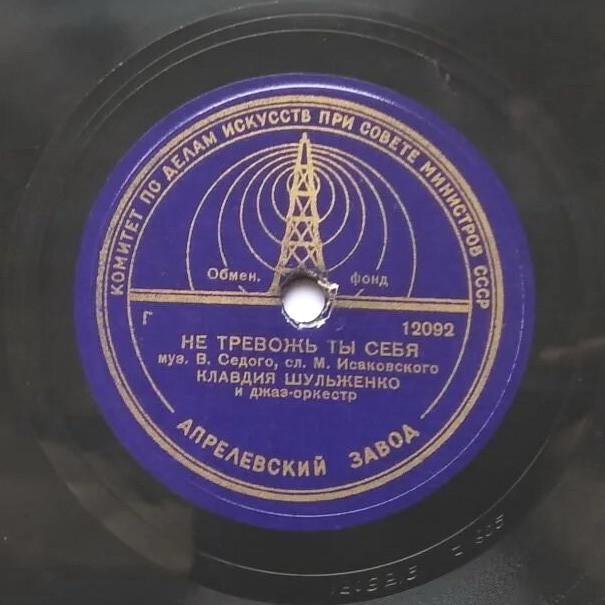 КОМИТЕТ ПО ДЕЛАМ ИСКУССТВ ПРИ СОВЕТЕ МИНИСТРОВ СССР
Обмен. фонд
Г 12092
НЕ ТРЕВОЖЬ ТЫ СЕБЯ
муз. В. Седого, сл. М. Исаковского
КЛАВДИЯ ШУЛЬЖЕНКО
и джаз-оркестр
АПРЕЛЕВСКИЙ ЗАВОД